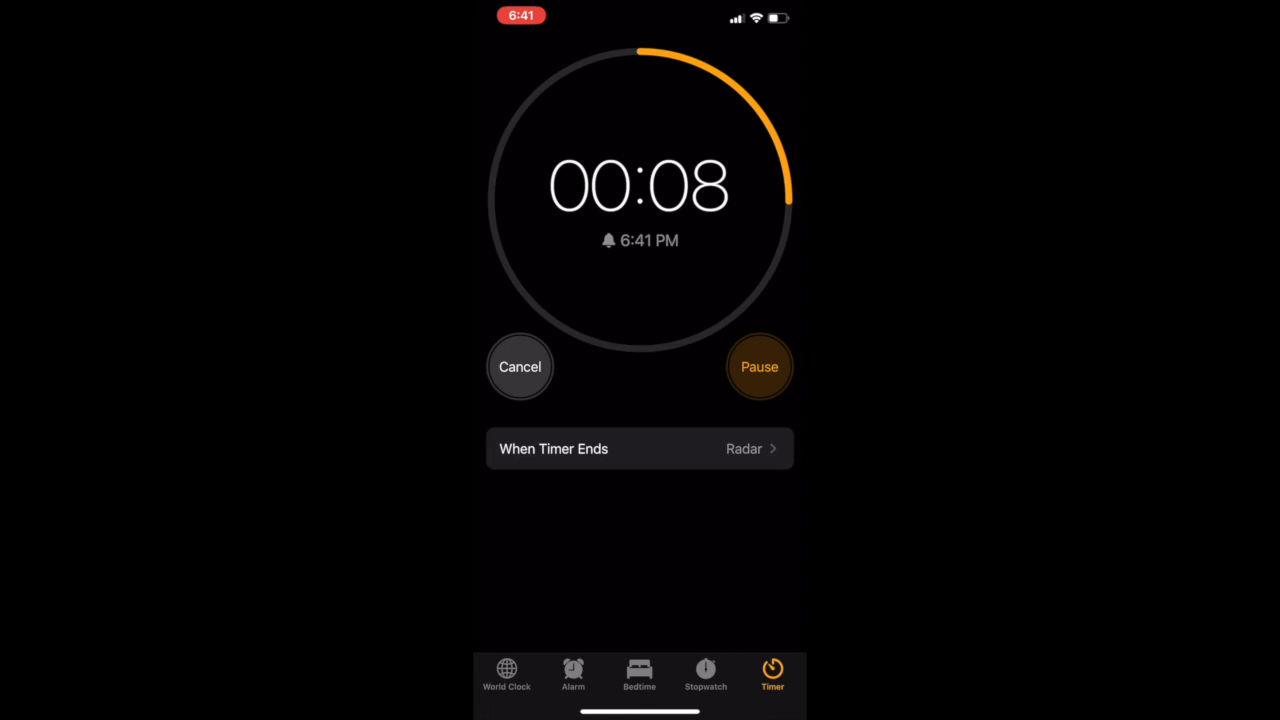 6:41
00:08
6:41 PM
Cancel
Pause
When Timer Ends Radar
World Clock Alarm Bedtime Stopwatch Timer